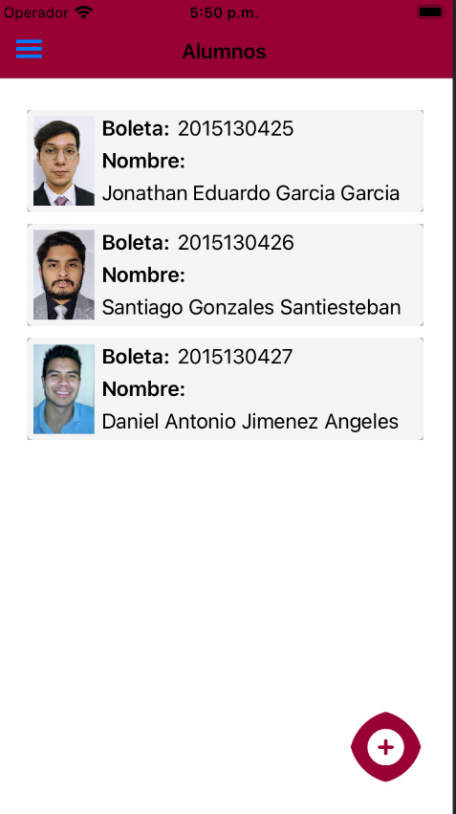 Operador 5:50 p.m.
Alumnos
Boleta: 2015130425
Nombre:
Jonathan Eduardo Garcia Garcia
Boleta: 2015130426
Nombre:
Santiago Gonzales Santiesteban
Boleta: 2015130427
Nombre:
Daniel Antonio Jimenez Angeles